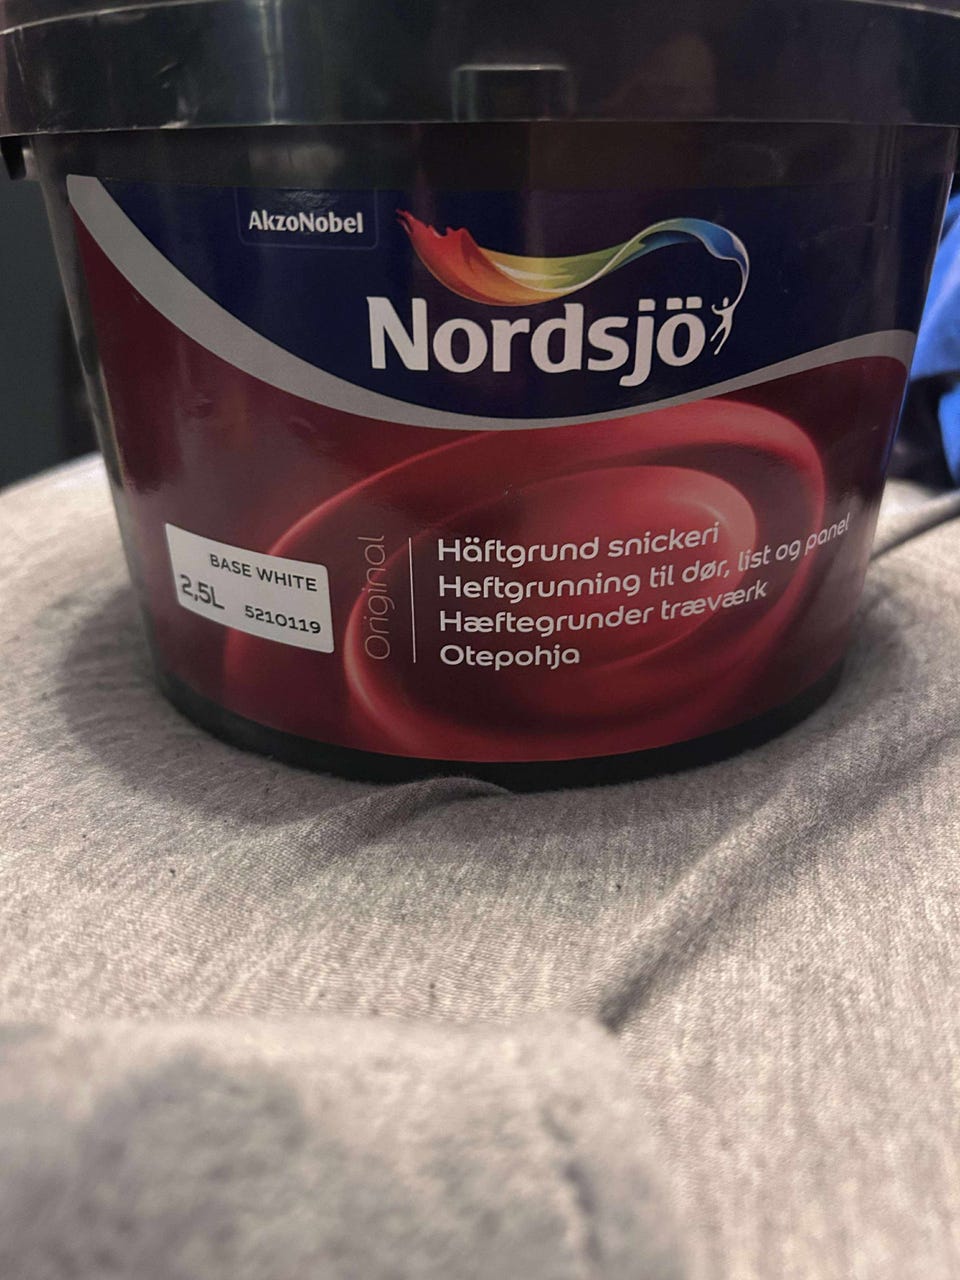 AkzoNobel
Nordsjö
BASE WHITE
2,5L 5210119
Original
Häftgrund snickeri
Heftgrunning til dør, list og panel
Hæftegrunder træværk
Otepohja